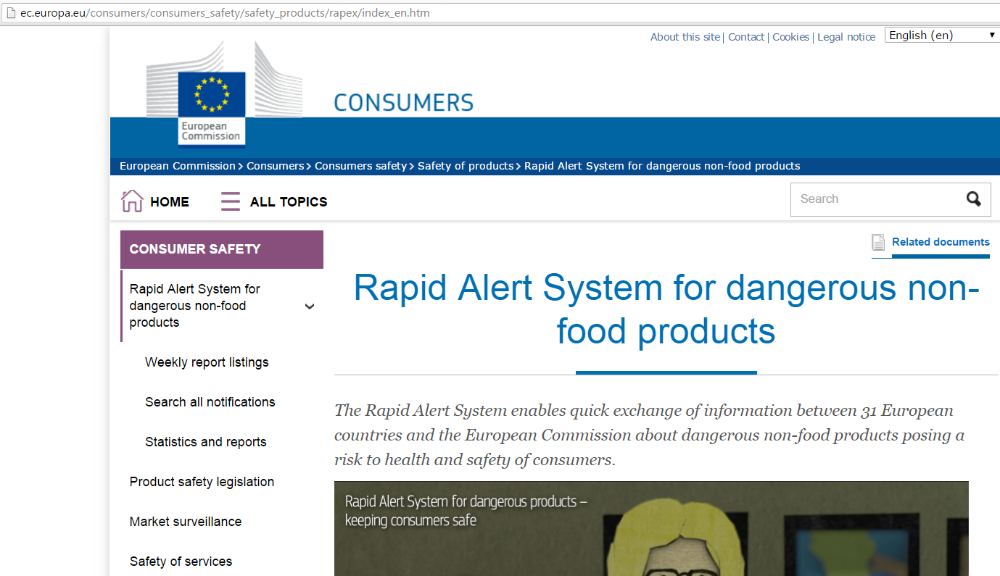 ec.europa.eu/consumers/consumers_safety/safety_products/rapex/index_en.htm
About this site | Contact | Cookies | Legal notice English (en)
European
Commission
CONSUMERS
European Commission > Consumers > Consumers safety > Safety of products > Rapid Alert System for dangerous non-food products
HOME ALL TOPICS Search
CONSUMER SAFETY
Rapid Alert System for
dangerous non-food
products
Weekly report listings
Search all notifications
Statistics and reports
Product safety legislation
Market surveillance
Safety of services
Related documents
Rapid Alert System for dangerous non-
food products
The Rapid Alert System enables quick exchange of information between 31 European
countries and the European Commission about dangerous non-food products posing a
risk to health and safety of consumers.
Rapid Alert System for dangerous products –
keeping consumers safe